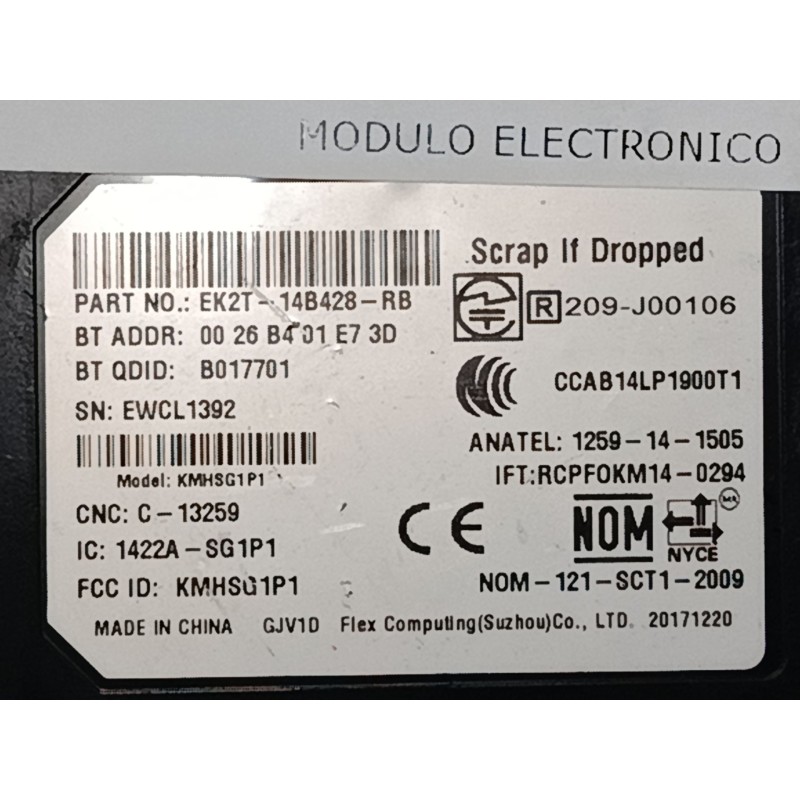 MODULO ELECTRONICO
Scrap If Dropped
PART NO.: EK2T-14B428-RB
R 209-J00106
BT ADDR: 00 26 B4 01 E7 3D
BT QDID: B017701
CCAB14LP1900T1
SN: EWCL1392
ANATEL: 1259-14-1505
Model: KMHSG1P1
IFT:RCPFOKM14-0294
CNC: C-13259
CE
NOM
NYCE
IC: 1422A-SG1P1
FCC ID: KMHSG1P1
NOM-121-SCT1-2009
MADE IN CHINA GJV1D Flex Computing(Suzhou)Co., LTD. 20171220